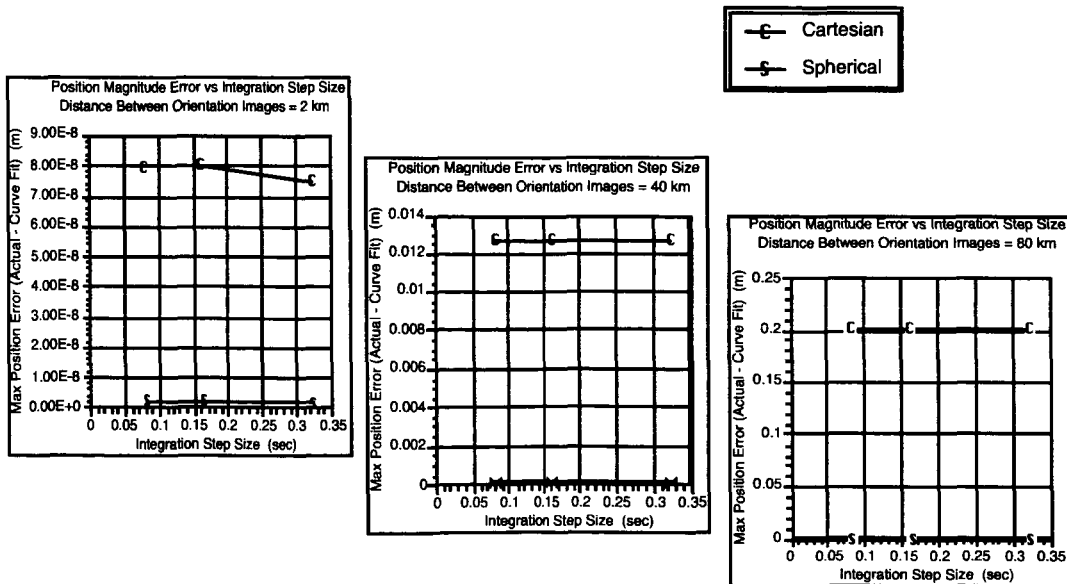 C Cartesian
S Spherical
Position Magnitude Error vs Integration Step Size
Distance Between Orientation Images = 2 km
Max Position Error (Actual - Curve Fit) (m)
9.00E-8
8.00E-8
7.00E-8
6.00E-8
5.00E-8
4.00E-8
3.00E-8
2.00E-8
1.00E-8
0.00E+0
C C C
S S S
0 0.05 0.1 0.15 0.2 0.25 0.3 0.35
Integration Step Size (sec)
Position Magnitude Error vs Integration Step Size
Distance Between Orientation Images = 40 km
Max Position Error (Actual - Curve Fit) (m)
0.014
0.012
0.01
0.008
0.006
0.004
0.002
0
C C C
0 0.05 0.1 0.15 0.2 0.25 0.3 0.35
Integration Step Size (sec)
Position Magnitude Error vs Integration Step Size
Distance Between Orientation Images = 80 km
Max Position Error (Actual - Curve Fit) (m)
0.25
0.2
0.15
0.1
0.05
0
C C C
S S S
0 0.05 0.1 0.15 0.2 0.25 0.3 0.35
Integration Step Size (sec)